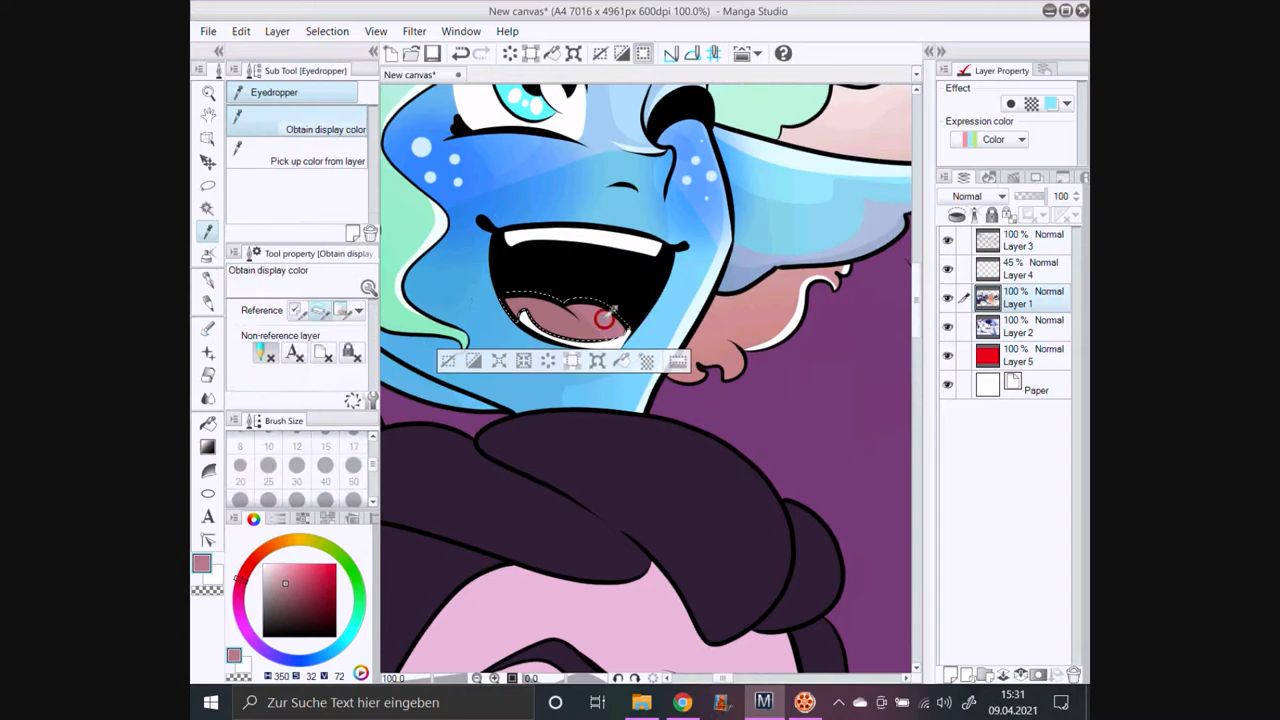 New canvas* (A4 7016 x 4961px 600dpi 100.0%) - Manga Studio
File Edit Layer Selection View Filter Window Help
Sub Tool [Eyedropper]
New canvas*
Layer Property
Eyedropper
Obtain display color
Pick up color from layer
Effect
Expression color
Color
Normal 100
100 % Normal
Layer 3
45 % Normal
Layer 4
100 % Normal
Layer 1
100 % Normal
Layer 2
100 % Normal
Layer 5
Paper
Tool property [Obtain display
Obtain display color
Reference
Non-reference layer
Brush Size
8 10 12 15 17
20 25 30 40 50
A
H 350 S 32 V 72
100.0 0.0
Zur Suche Text hier eingeben
15:31
09.04.2021